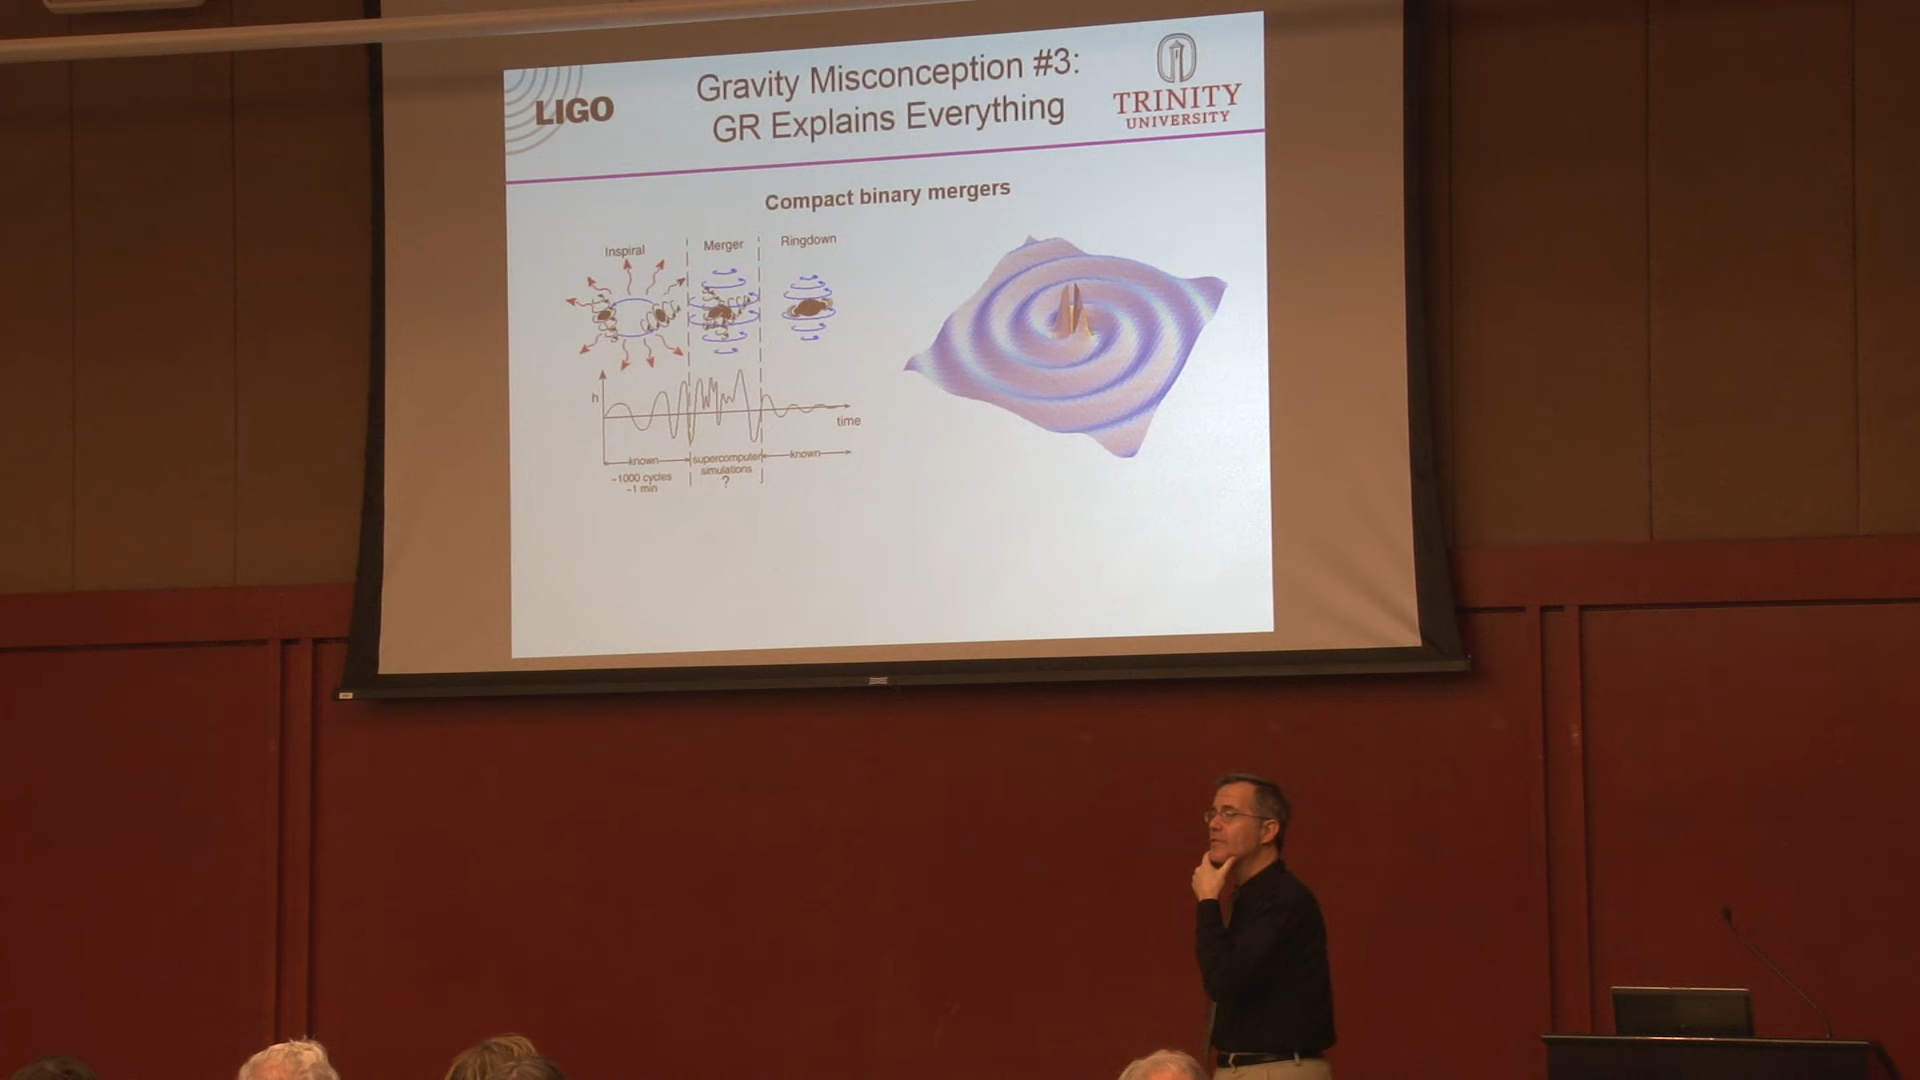 LIGO
Gravity Misconception #3:
GR Explains Everything
TRINITY
UNIVERSITY
Compact binary mergers
Inspiral
Merger
Ringdown
h
time
known
supercomputer
simulations
?
known
~1000 cycles
~1 min